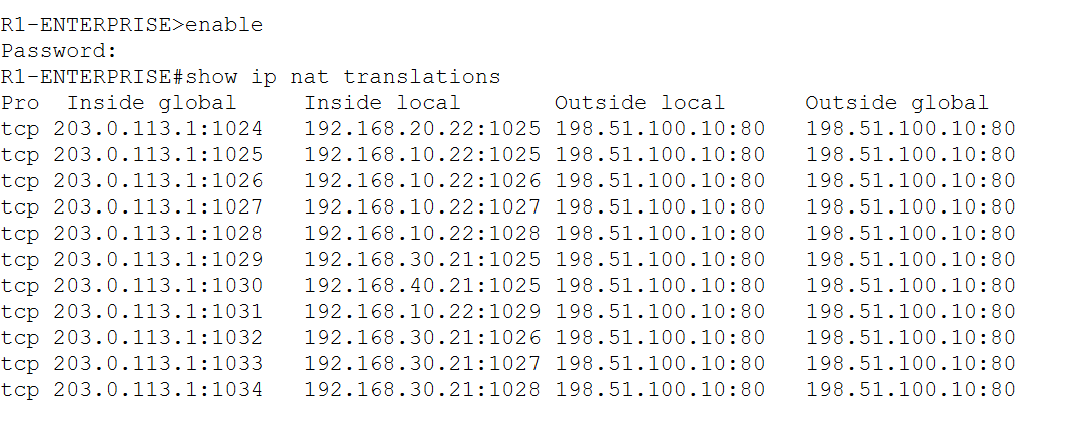 R1-ENTERPRISE>enable
Password:
R1-ENTERPRISE#show ip nat translations
Pro  Inside global     Inside local       Outside local      Outside global
tcp 203.0.113.1:1024   192.168.20.22:1025 198.51.100.10:80   198.51.100.10:80
tcp 203.0.113.1:1025   192.168.10.22:1025 198.51.100.10:80   198.51.100.10:80
tcp 203.0.113.1:1026   192.168.10.22:1026 198.51.100.10:80   198.51.100.10:80
tcp 203.0.113.1:1027   192.168.10.22:1027 198.51.100.10:80   198.51.100.10:80
tcp 203.0.113.1:1028   192.168.10.22:1028 198.51.100.10:80   198.51.100.10:80
tcp 203.0.113.1:1029   192.168.30.21:1025 198.51.100.10:80   198.51.100.10:80
tcp 203.0.113.1:1030   192.168.40.21:1025 198.51.100.10:80   198.51.100.10:80
tcp 203.0.113.1:1031   192.168.10.22:1029 198.51.100.10:80   198.51.100.10:80
tcp 203.0.113.1:1032   192.168.30.21:1026 198.51.100.10:80   198.51.100.10:80
tcp 203.0.113.1:1033   192.168.30.21:1027 198.51.100.10:80   198.51.100.10:80
tcp 203.0.113.1:1034   192.168.30.21:1028 198.51.100.10:80   198.51.100.10:80